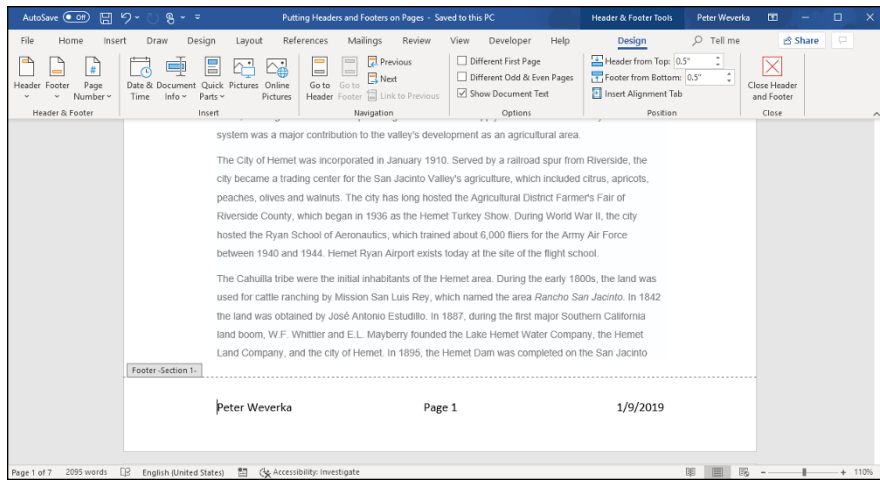 AutoSave Off Putting Headers and Footers on Pages - Saved to this PC Header & Footer Tools Peter Weverka
File Home Insert Draw Design Layout References Mailings Review View Developer Help Design Tell me Share
Header Footer Page Number Date & Time Document Info Quick Parts Pictures Online Pictures Go to Header Go to Footer Previous Next Link to Previous Different First Page Different Odd & Even Pages Show Document Text Header from Top: 0.5" Footer from Bottom: 0.5" Insert Alignment Tab Close Header and Footer
Header & Footer Insert Navigation Options Position Close
system was a major contribution to the valley's development as an agricultural area.
The City of Hemet was incorporated in January 1910. Served by a railroad spur from Riverside, the
city became a trading center for the San Jacinto Valley's agriculture, which included citrus, apricots,
peaches, olives and walnuts. The city has long hosted the Agricultural District Farmer's Fair of
Riverside County, which began in 1936 as the Hemet Turkey Show. During World War II, the city
hosted the Ryan School of Aeronautics, which trained about 6,000 fliers for the Army Air Force
between 1940 and 1944. Hemet Ryan Airport exists today at the site of the flight school.
The Cahuilla tribe were the initial inhabitants of the Hemet area. During the early 1800s, the land was
used for cattle ranching by Mission San Luis Rey, which named the area Rancho San Jacinto. In 1842
the land was obtained by José Antonio Estudillo. In 1887, during the first major Southern California
land boom, W.F. Whittier and E.L. Mayberry founded the Lake Hemet Water Company, the Hemet
Land Company, and the city of Hemet. In 1895, the Hemet Dam was completed on the San Jacinto
Footer -Section 1-
Peter Weverka Page 1 1/9/2019
Page 1 of 7 2095 words English (United States) Accessibility: Investigate 110%